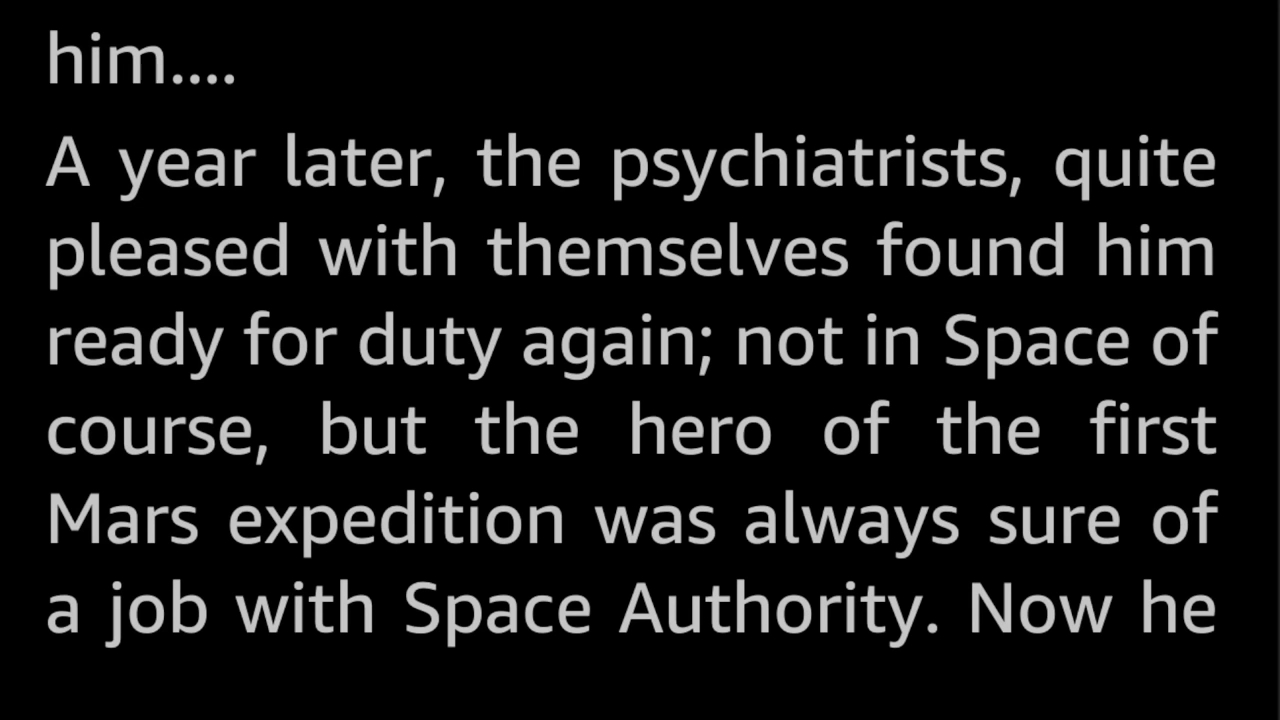 him....
A year later, the psychiatrists, quite
pleased with themselves found him
ready for duty again; not in Space of
course, but the hero of the first
Mars expedition was always sure of
a job with Space Authority. Now he